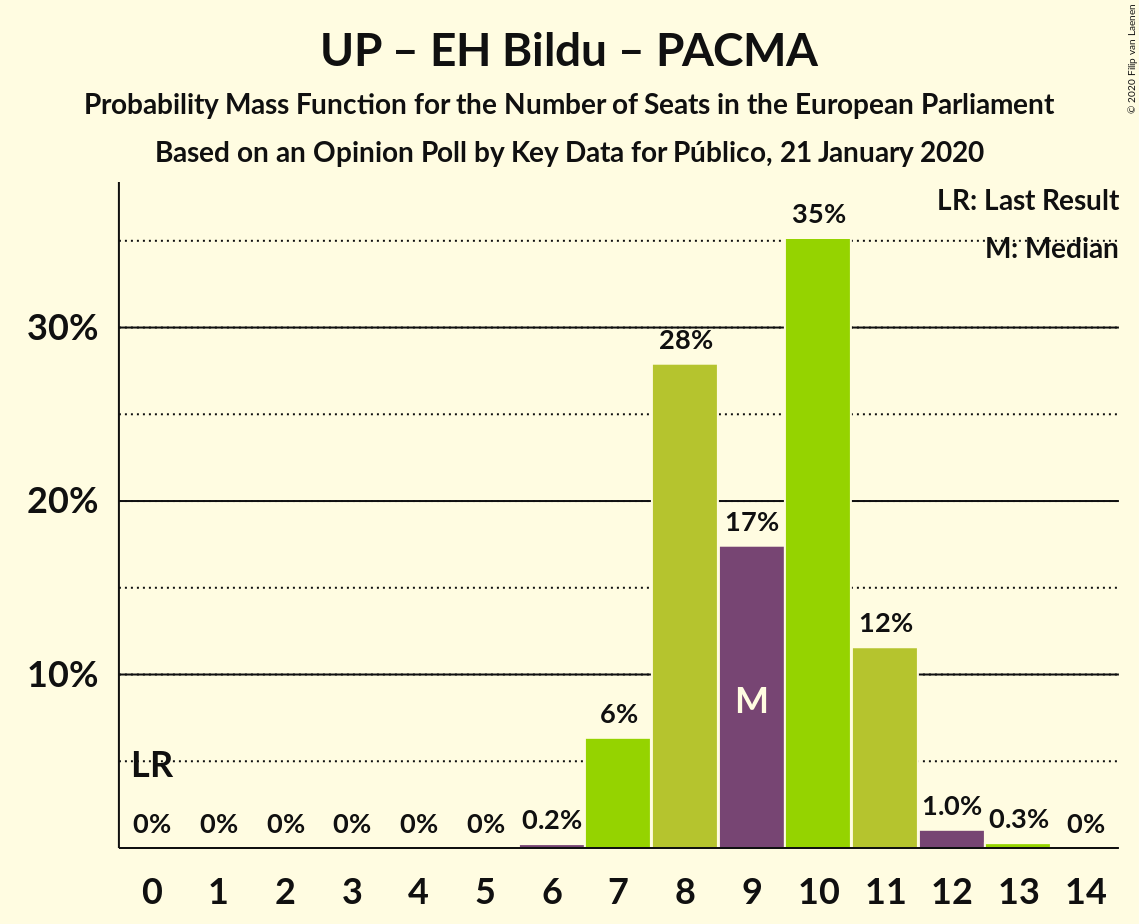 UP – EH Bildu – PACMA
Probability Mass Function for the Number of Seats in the European Parliament
Based on an Opinion Poll by Key Data for Público, 21 January 2020
© 2020 Filip van Laenen
LR: Last Result
M: Median
35%
30%
28%
20%
17%
12%
10%
M
6%
LR
0% 0% 0% 0% 0% 0% 0.2% 1.0% 0.3% 0%
0 1 2 3 4 5 6 7 8 9 10 11 12 13 14